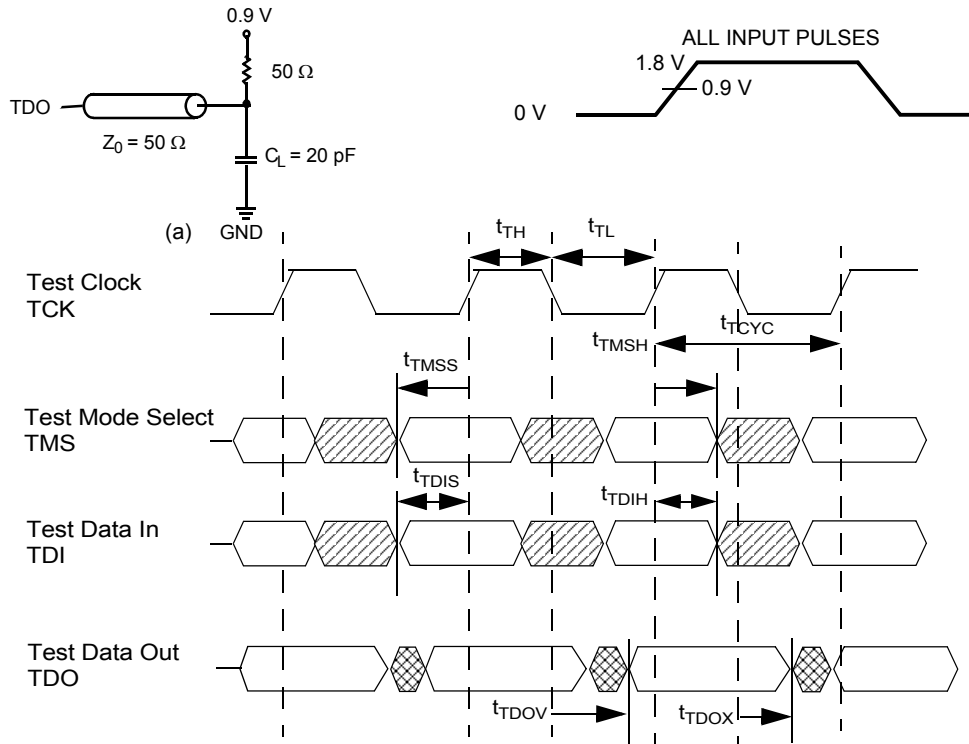 0.9 V
50 Ω
TDO
Z0 = 50 Ω
CL = 20 pF
(a)
GND
ALL INPUT PULSES
1.8 V
0.9 V
0 V
tTH
tTL
Test Clock
TCK
tTMSH
tTCYC
tTMSS
Test Mode Select
TMS
tTDIS
tTDIH
Test Data In
TDI
Test Data Out
TDO
tTDOV
tTDOX